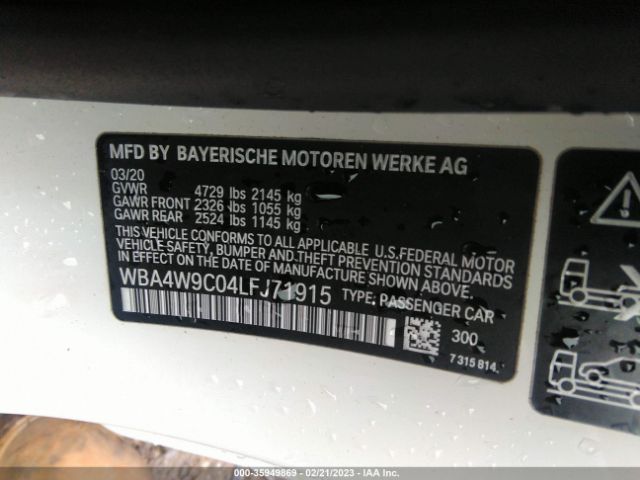 MFD BY BAYERISCHE MOTOREN WERKE AG
03/20
GVWR 4729 lbs 2145 kg
GAWR FRONT 2326 lbs 1055 kg
GAWR REAR 2524 lbs 1145 kg
THIS VEHICLE CONFORMS TO ALL APPLICABLE U.S.FEDERAL MOTOR
VEHICLE SAFETY, BUMPER AND THEFT PREVENTION STANDARDS
IN EFFECT ON THE DATE OF MANUFACTURE SHOWN ABOVE.
WBA4W9C04LFJ71915 TYPE: PASSENGER CAR
300
7 315 814.
000-35949869 - 02/21/2023 - IAA Inc.